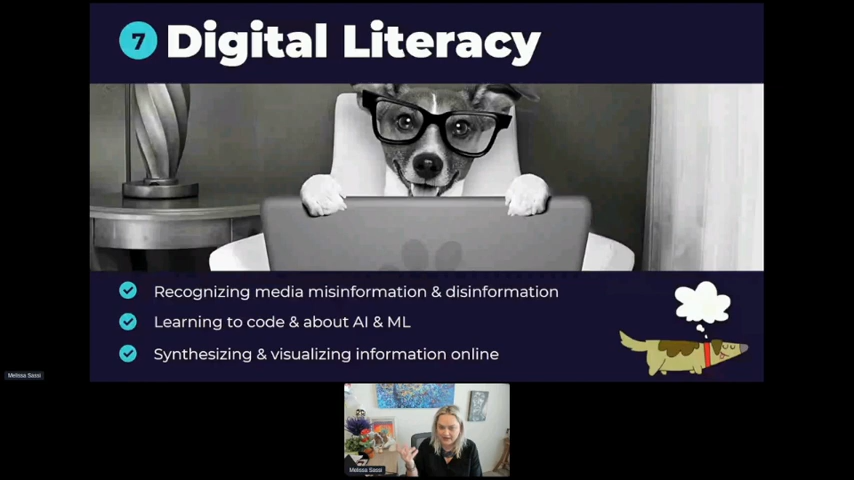 7 Digital Literacy
Recognizing media misinformation & disinformation
Learning to code & about AI & ML
Synthesizing & visualizing information online
Melissa Sassi
Melissa Sassi